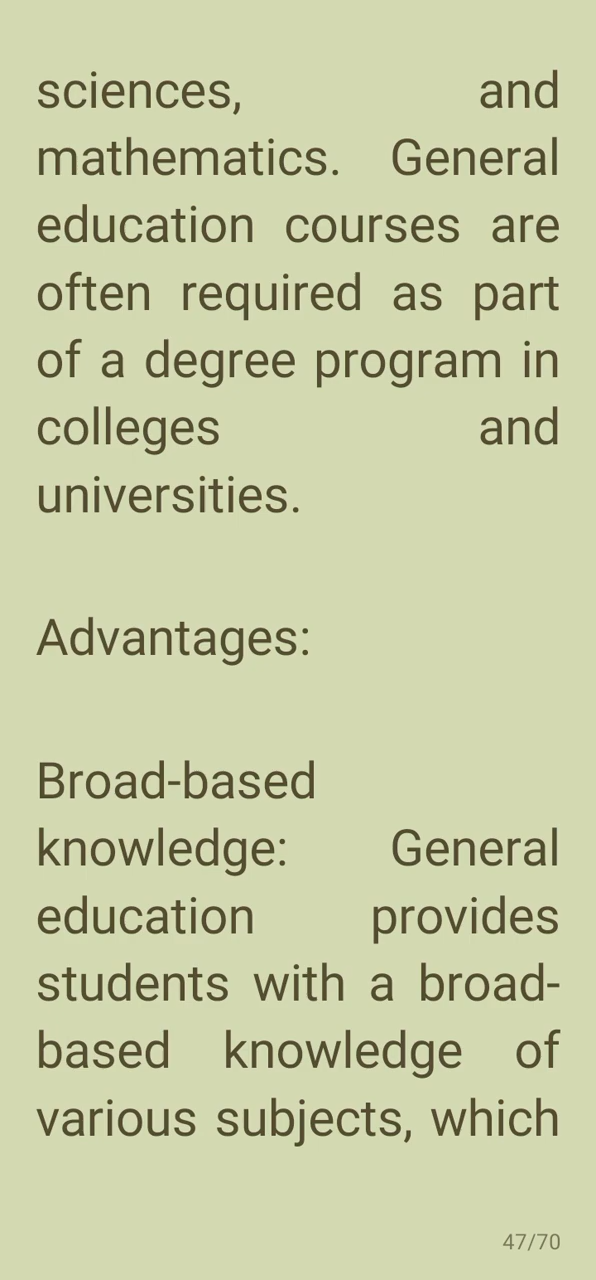 sciences, and
mathematics. General
education courses are
often required as part
of a degree program in
colleges and
universities.
Advantages:
Broad-based
knowledge: General
education provides
students with a broad-
based knowledge of
various subjects, which
47/70